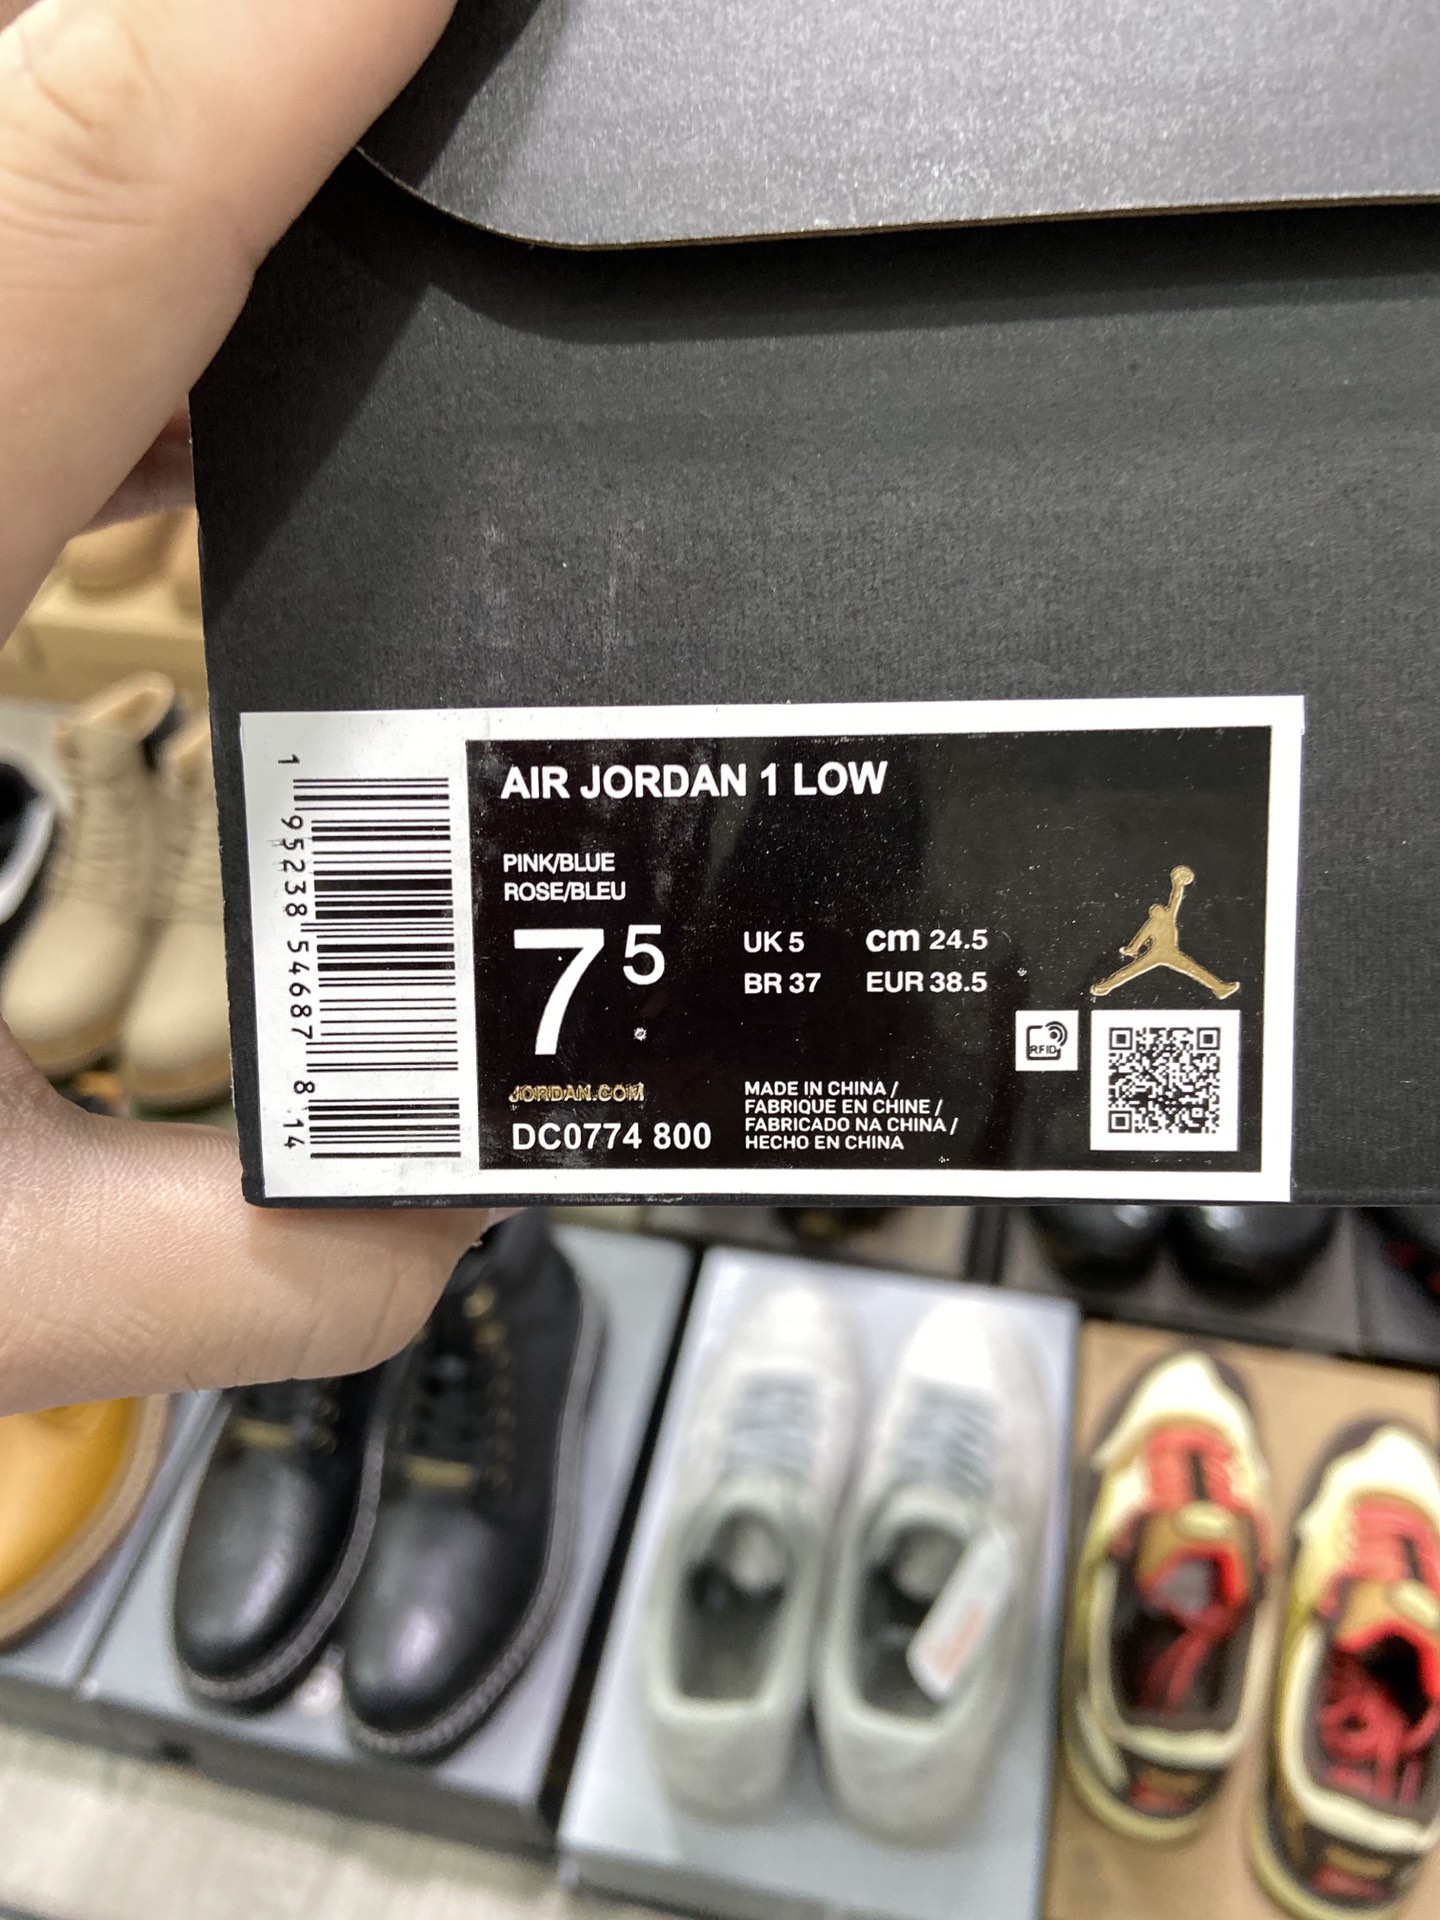 AIR JORDAN 1 LOW
PINK/BLUE
ROSE/BLEU
7 5
UK 5 cm 24.5
BR 37 EUR 38.5
RFID
JORDAN.COM
DC0774 800
MADE IN CHINA /
FABRIQUE EN CHINE /
FABRICADO NA CHINA /
HECHO EN CHINA
1 95238 54687 8 14